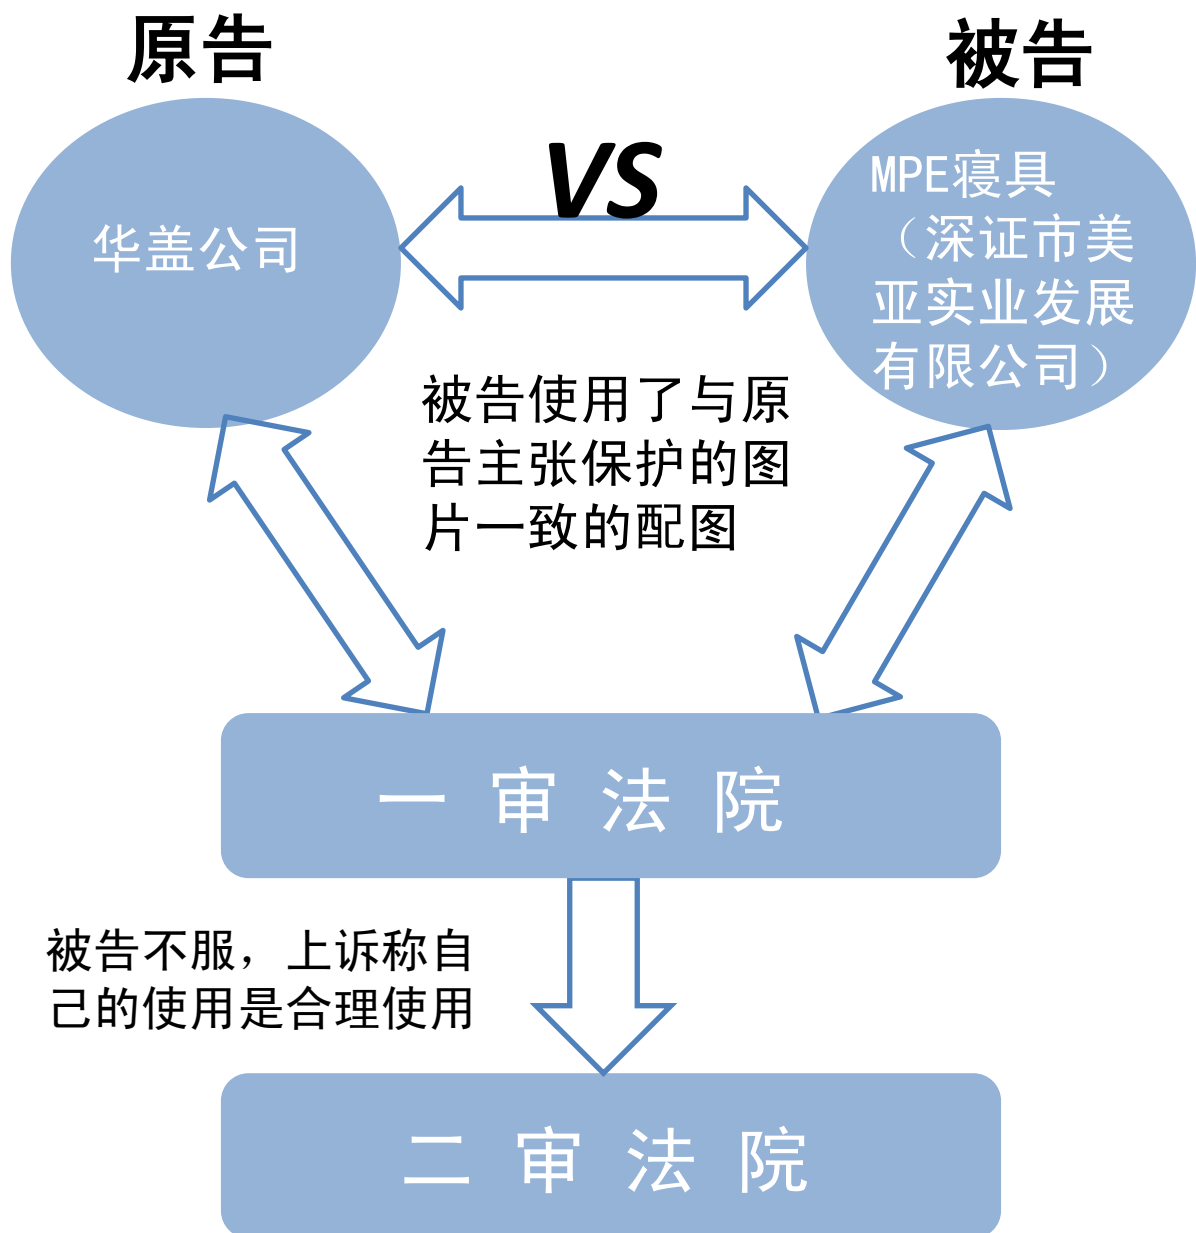 原告
被告
VS
华盖公司
MPE寝具
（深证市美
亚实业发展
有限公司）
被告使用了与原
告主张保护的图
片一致的配图
一 审 法 院
被告不服，上诉称自
己的使用是合理使用
二 审 法 院